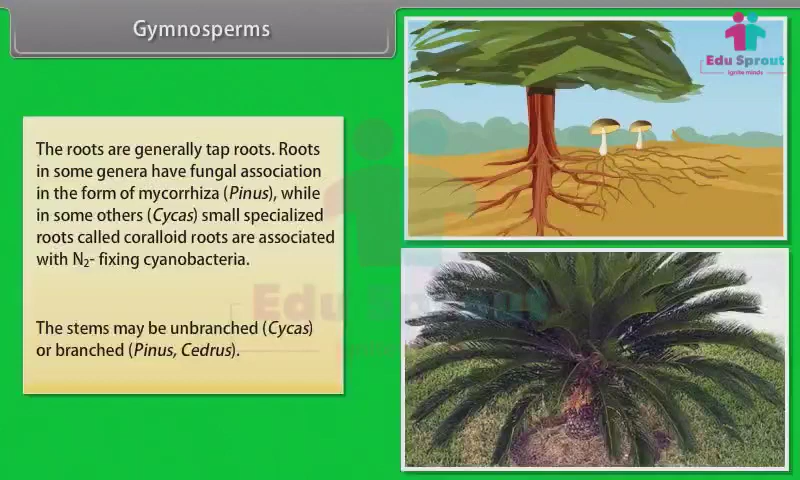 Gymnosperms
Edu Sprout
ignite minds
The roots are generally tap roots. Roots
in some genera have fungal association
in the form of mycorrhiza (Pinus), while
in some others (Cycas) small specialized
roots called coralloid roots are associated
with N₂- fixing cyanobacteria.
Edu Sprout
The stems may be unbranched (Cycas)
or branched (Pinus, Cedrus).